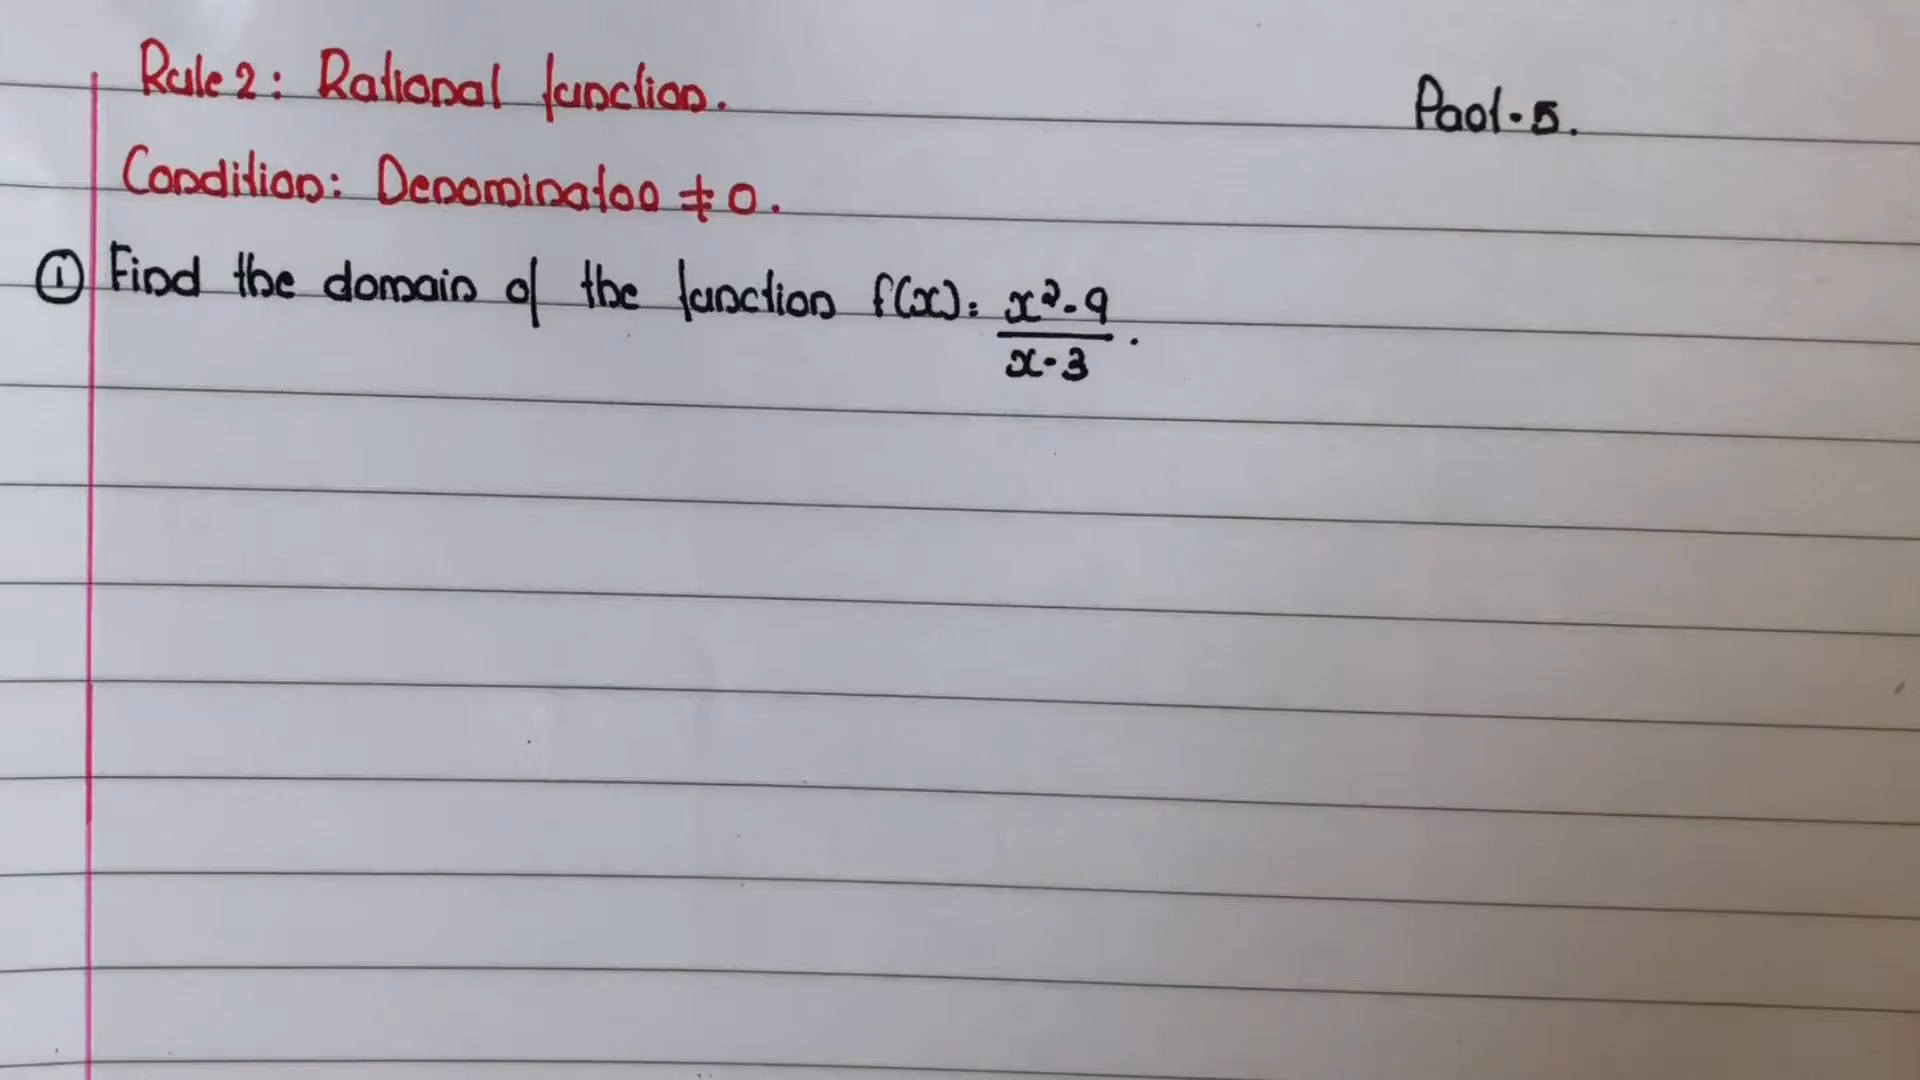 Rule 2: Rational function.
Part-5.
Condition: Denominator ≠ 0.
① Find the domain of the function f(x): x²-9
x-3 .